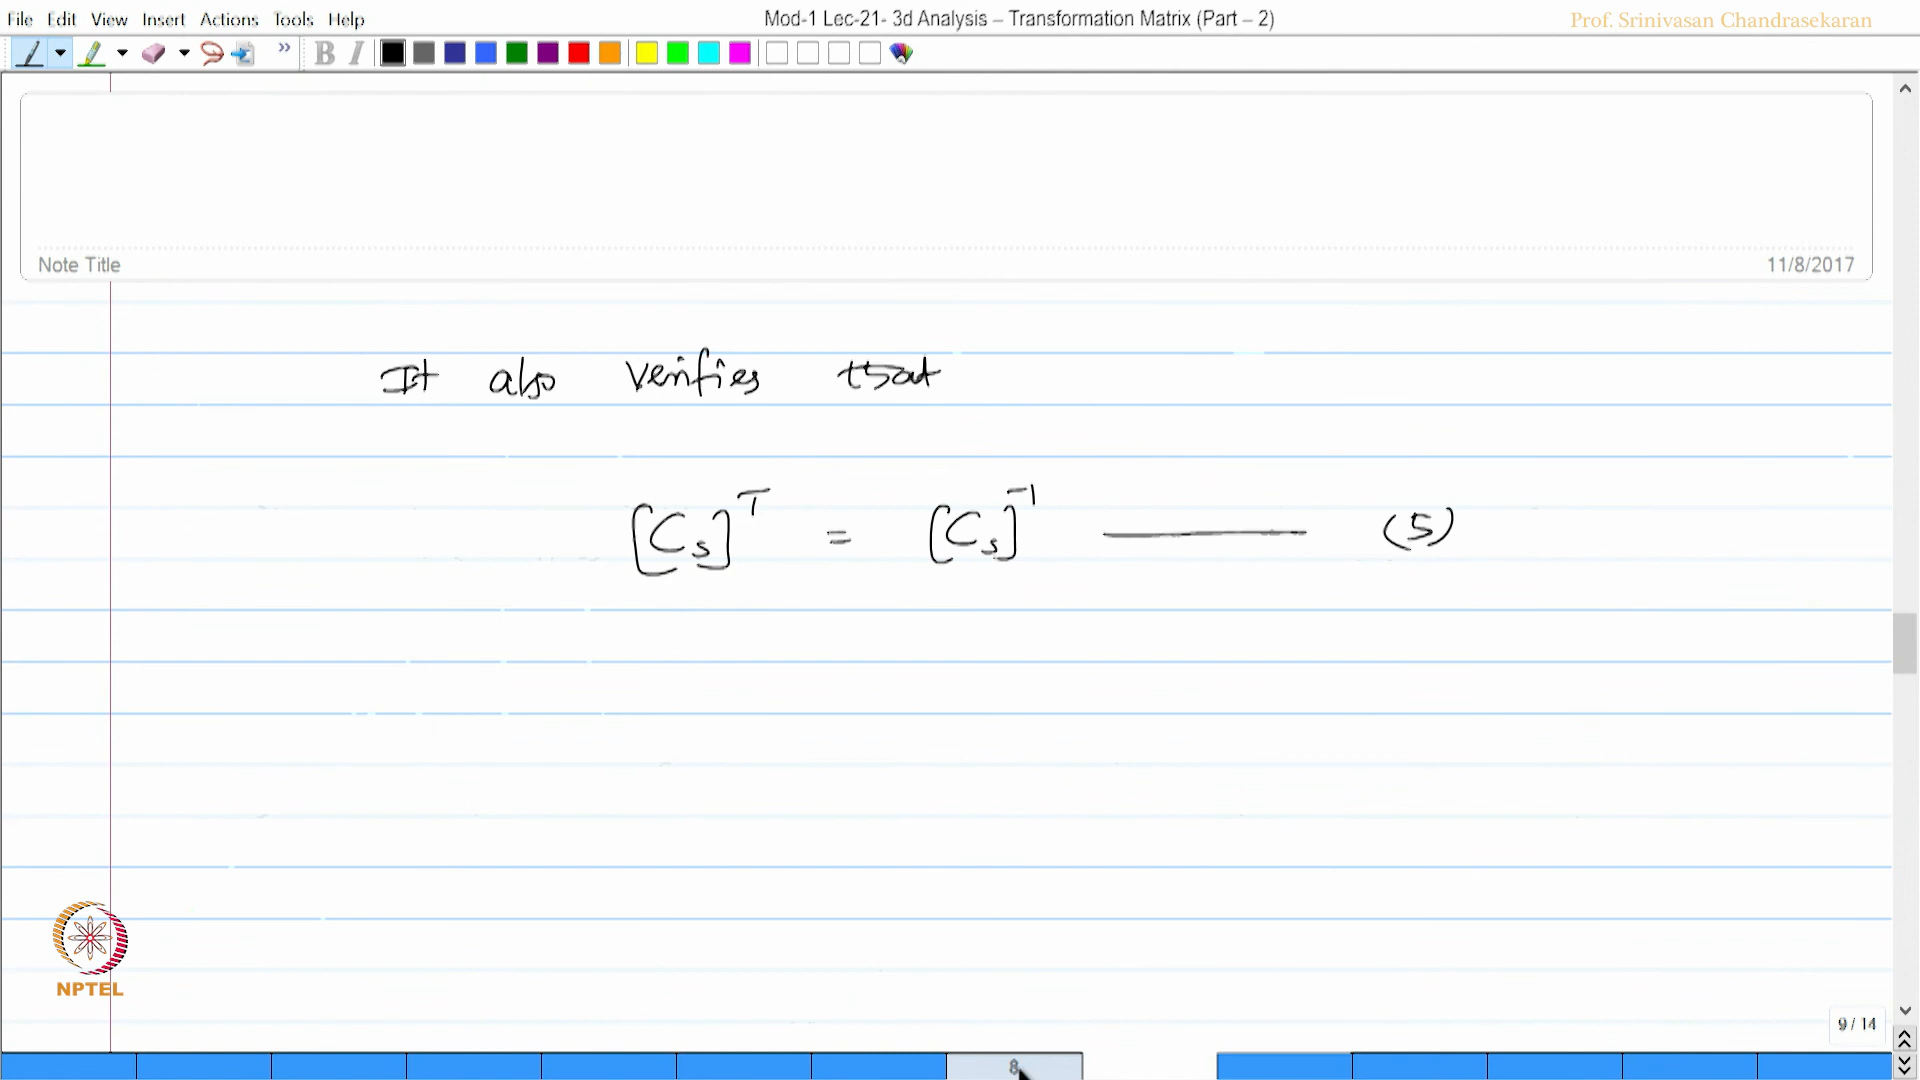 File Edit View Insert Actions Tools Help
Mod-1 Lec-21- 3d Analysis – Transformation Matrix (Part – 2)
Prof. Srinivasan Chandrasekaran
B I
Note Title
11/8/2017
It also verifies that
[Cs]^T = [Cs]^-1 ——— (5)
NPTEL
9 / 14
8